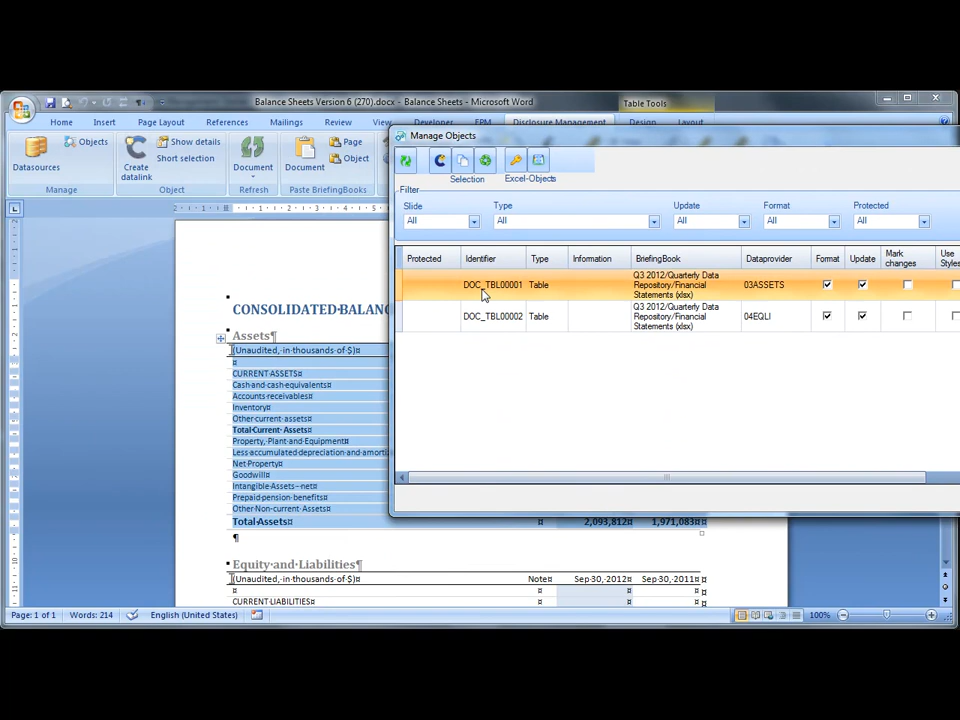 Balance Sheets Version 6 (270).docx - Balance Sheets - Microsoft Word
Table Tools
Home Insert Page Layout References Mailings Review View Developer EPM Disclosure Management Design Layout
Datasources
Manage
Objects
Create
datalink
Show details
Short selection
Object
Document
Refresh
Document
Page
Object
Paste BriefingBooks
Manage Objects
Selection
Excel-Objects
Filter
Slide
All
Type
All
Update
All
Format
All
Protected
All
Protected Identifier Type Information BriefingBook Dataprovider Format Update Mark changes Use Styles
DOC_TBL00001 Table Q3 2012/Quarterly Data Repository/Financial Statements (xlsx) 03ASSETS
DOC_TBL00002 Table Q3 2012/Quarterly Data Repository/Financial Statements (xlsx) 04EQLI
CONSOLIDATED·BALANC
Assets¶
(Unaudited,·in·thousands·of·$)¤
¤
CURRENT·ASSETS¤
Cash·and·cash·equivalents¤
Accounts·receivables¤
Inventory¤
Other·current·assets¤
Total·Current·Assets¤
Property,·Plant·and·Equipment¤
Less·accumulated·depreciation·and·amortiz
Net·Property¤
Goodwill¤
Intangible·Assets·-·net¤
Prepaid·pension·benefits¤
Other·Non-current·Assets¤
Total·Assets¤ ¤ 2,093,812¤ 1,971,083¤ ¤
¶
Equity·and·Liabilities¶
(Unaudited,·in·thousands·of·$)¤ Note¤ Sep·30,·2012¤ Sep·30,·2011¤ ¤
¤ ¤ ¤ ¤ ¤
CURRENT·LIABILITIES¤ ¤ ¤ ¤ ¤
Page: 1 of 1 Words: 214 English (United States) 100%